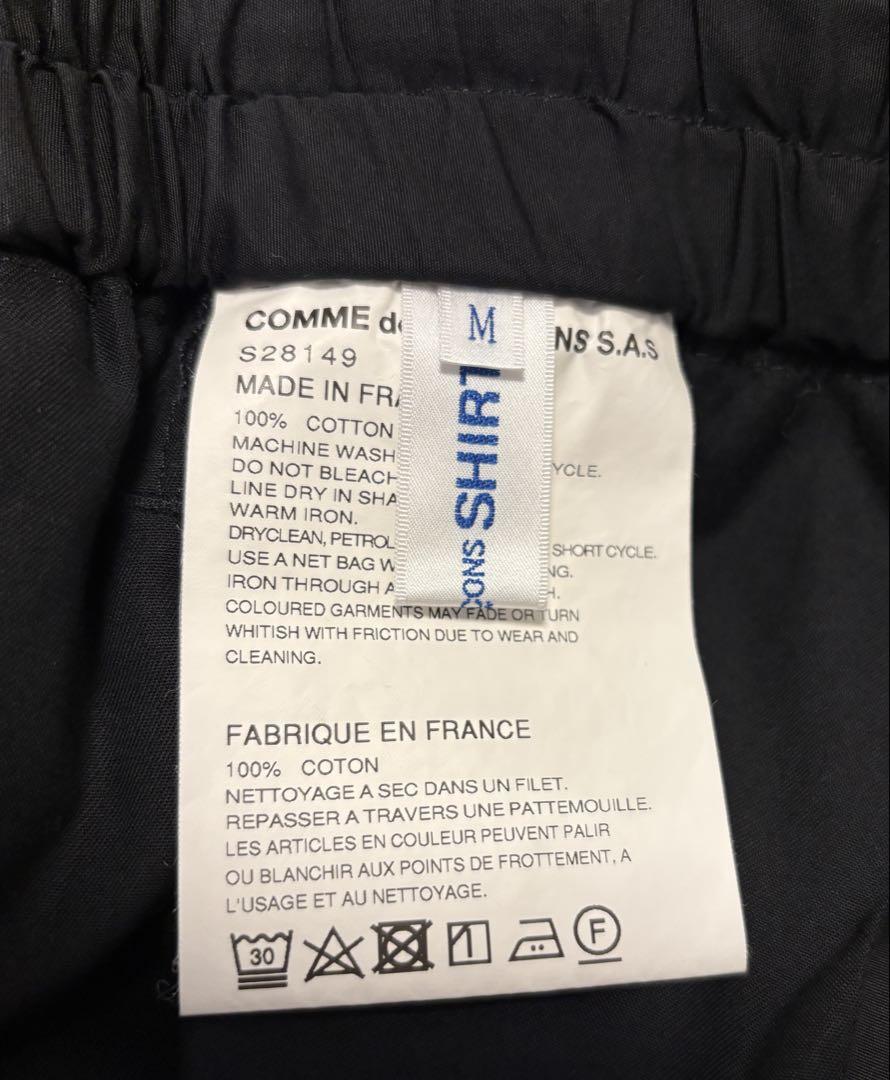 COMME de NS S.A.S
M
S28149
MADE IN FRA
100% COTTON
MACHINE WASH YCLE.
DO NOT BLEACH
LINE DRY IN SHA
WARM IRON.
DRYCLEAN, PETROL SHORT CYCLE.
USE A NET BAG W NG.
IRON THROUGH A H.
COLOURED GARMENTS MAY FADE OR TURN
WHITISH WITH FRICTION DUE TO WEAR AND
CLEANING.
SHIRT
ONS
FABRIQUE EN FRANCE
100% COTON
NETTOYAGE A SEC DANS UN FILET.
REPASSER A TRAVERS UNE PATTEMOUILLE.
LES ARTICLES EN COULEUR PEUVENT PALIR
OU BLANCHIR AUX POINTS DE FROTTEMENT, A
L'USAGE ET AU NETTOYAGE.
30 F